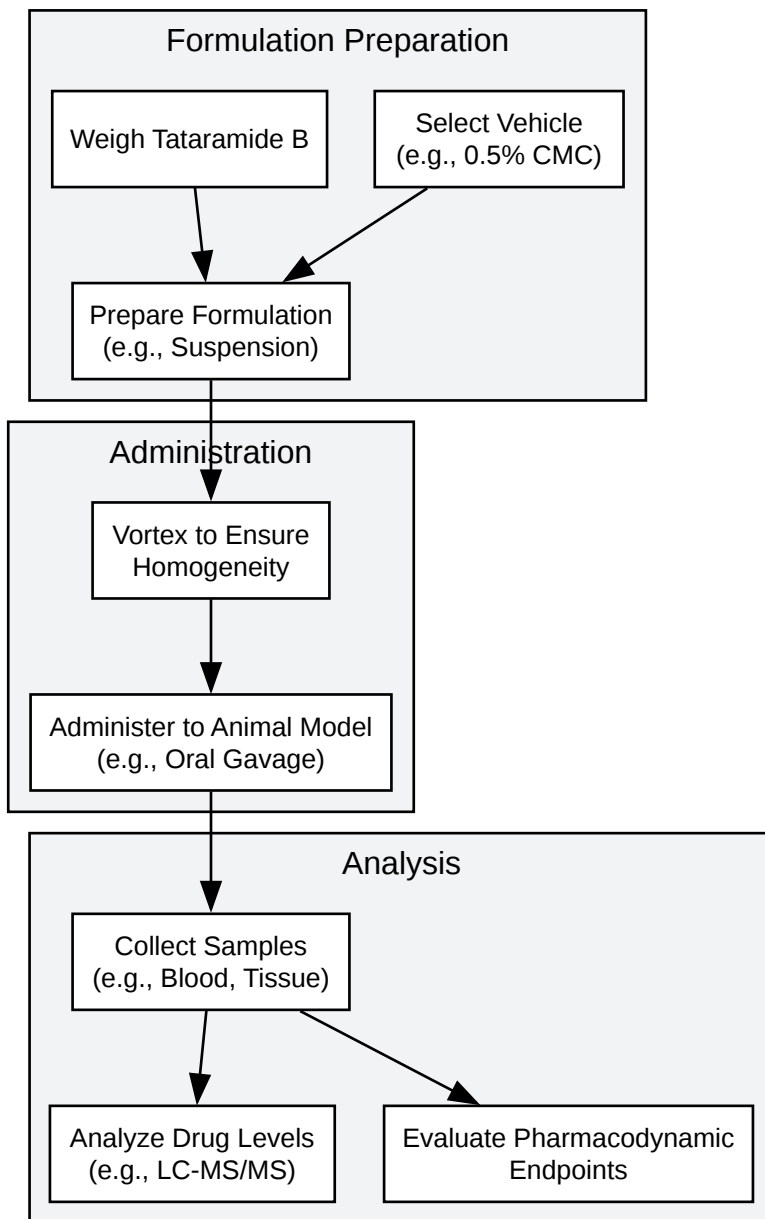 Formulation Preparation
Weigh Tataramide B
Select Vehicle
(e.g., 0.5% CMC)
Prepare Formulation
(e.g., Suspension)
Administration
Vortex to Ensure
Homogeneity
Administer to Animal Model
(e.g., Oral Gavage)
Analysis
Collect Samples
(e.g., Blood, Tissue)
Analyze Drug Levels
(e.g., LC-MS/MS)
Evaluate Pharmacodynamic
Endpoints